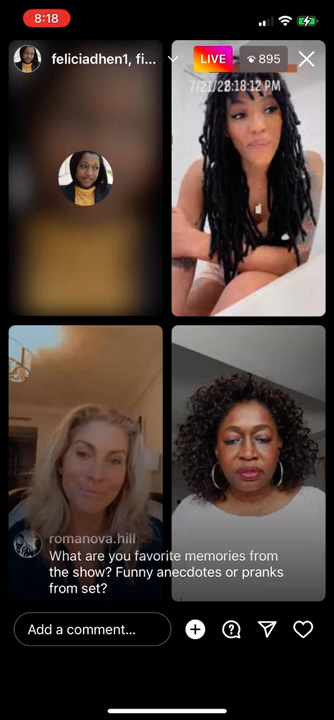 8:18
feliciadhen1, fi...
LIVE
895
7/21/23 8:18:12 PM
romanova.hill
What are you favorite memories from
the show? Funny anecdotes or pranks
from set?
Add a comment...